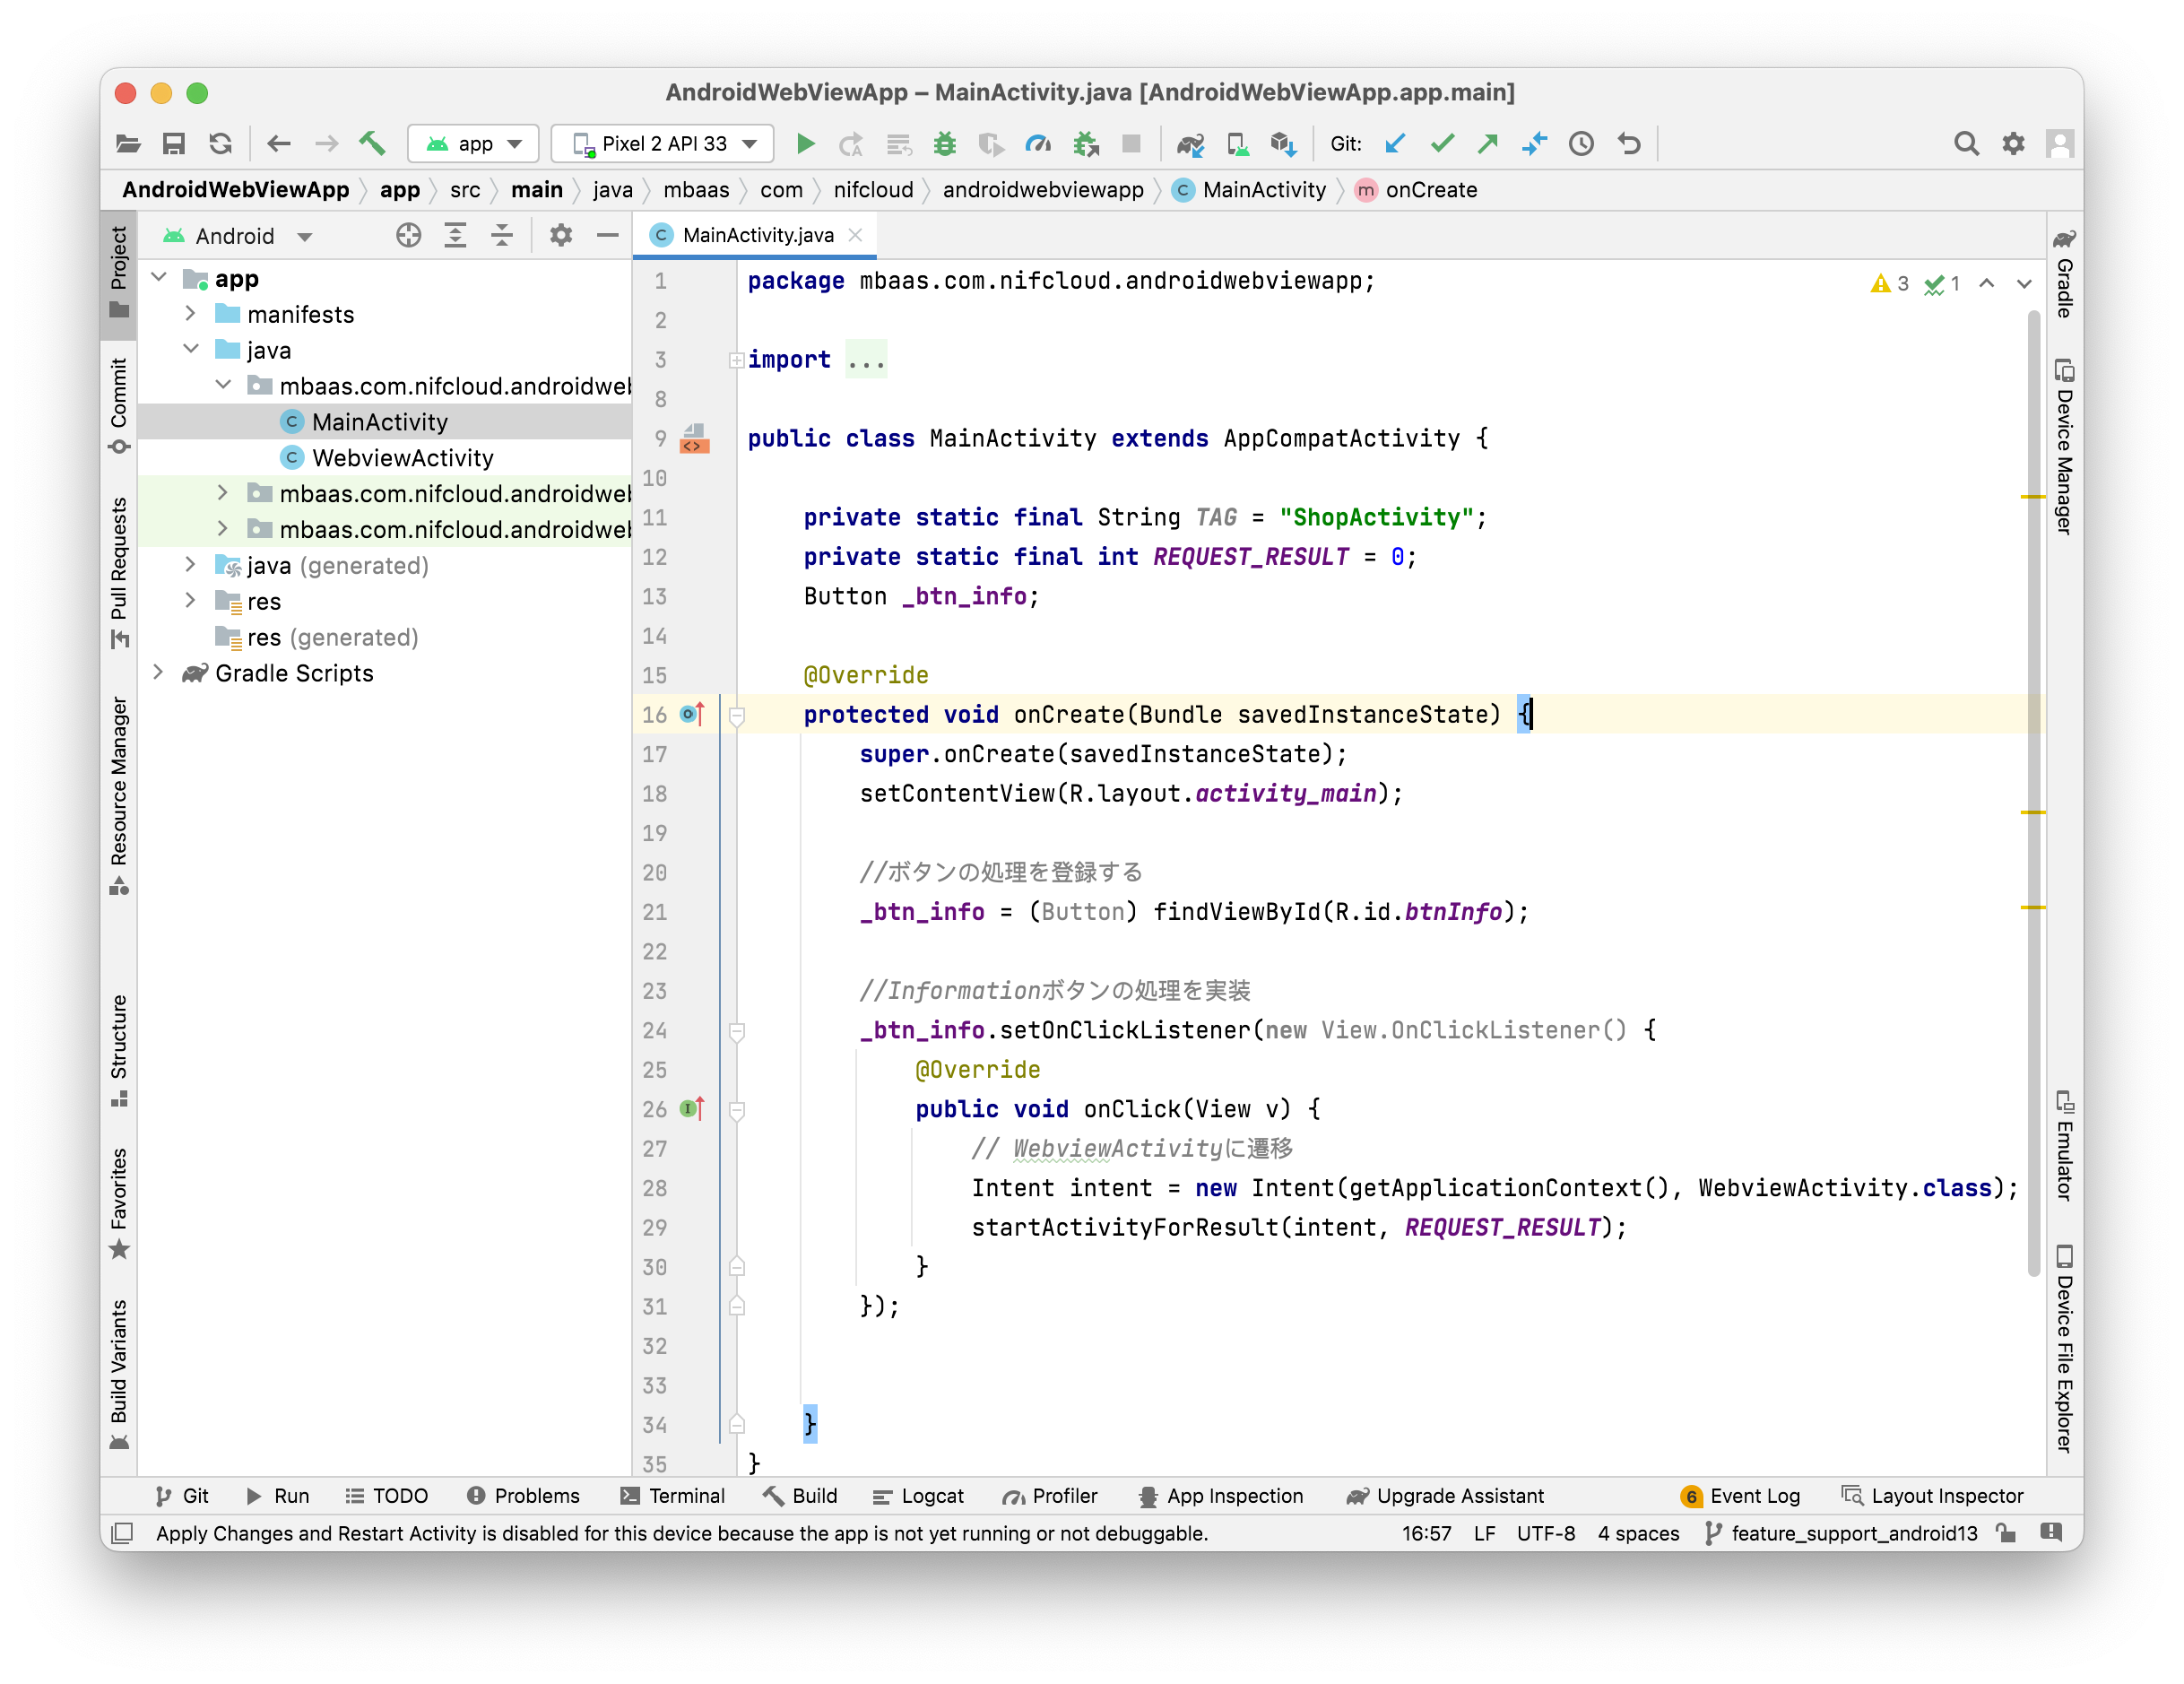 AndroidWebViewApp – MainActivity.java [AndroidWebViewApp.app.main]
app
Pixel 2 API 33
Git:
AndroidWebViewApp app src main java mbaas com nifcloud androidwebviewapp MainActivity onCreate
Project
Commit
Pull Requests
Resource Manager
Structure
Favorites
Build Variants
Android
app
manifests
java
mbaas.com.nifcloud.androidwel
MainActivity
WebviewActivity
mbaas.com.nifcloud.androidwel
mbaas.com.nifcloud.androidwel
java (generated)
res
res (generated)
Gradle Scripts
MainActivity.java
3 1
1 package mbaas.com.nifcloud.androidwebviewapp;
2
3 import ...
8
9 public class MainActivity extends AppCompatActivity {
10
11 private static final String TAG = "ShopActivity";
12 private static final int REQUEST_RESULT = 0;
13 Button _btn_info;
14
15 @Override
16 protected void onCreate(Bundle savedInstanceState) {
17 super.onCreate(savedInstanceState);
18 setContentView(R.layout.activity_main);
19
20 //ボタンの処理を登録する
21 _btn_info = (Button) findViewById(R.id.btnInfo);
22
23 //Informationボタンの処理を実装
24 _btn_info.setOnClickListener(new View.OnClickListener() {
25 @Override
26 public void onClick(View v) {
27 // WebviewActivityに遷移
28 Intent intent = new Intent(getApplicationContext(), WebviewActivity.class);
29 startActivityForResult(intent, REQUEST_RESULT);
30 }
31 });
32
33
34 }
35 }
Gradle
Device Manager
Emulator
Device File Explorer
Git Run TODO Problems Terminal Build Logcat Profiler App Inspection Upgrade Assistant 6 Event Log Layout Inspector
Apply Changes and Restart Activity is disabled for this device because the app is not yet running or not debuggable. 16:57 LF UTF-8 4 spaces feature_support_android13